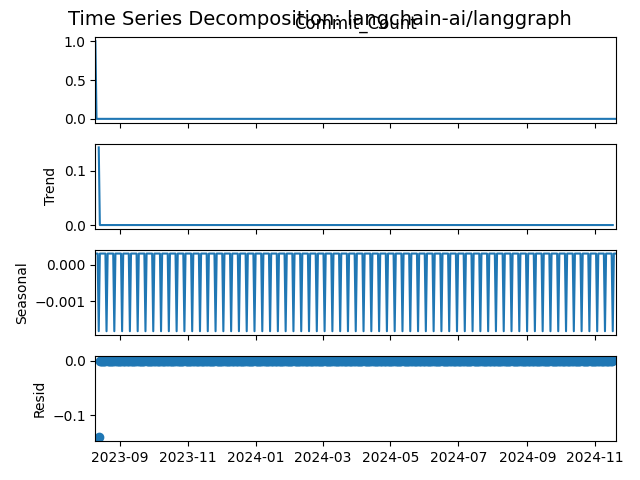 Time Series Decomposition: langchain-ai/langgraph
Commit_Count
1.0
0.5
0.0
Trend
0.1
0.0
Seasonal
0.000
−0.001
Resid
0.0
−0.1
2023-09 2023-11 2024-01 2024-03 2024-05 2024-07 2024-09 2024-11